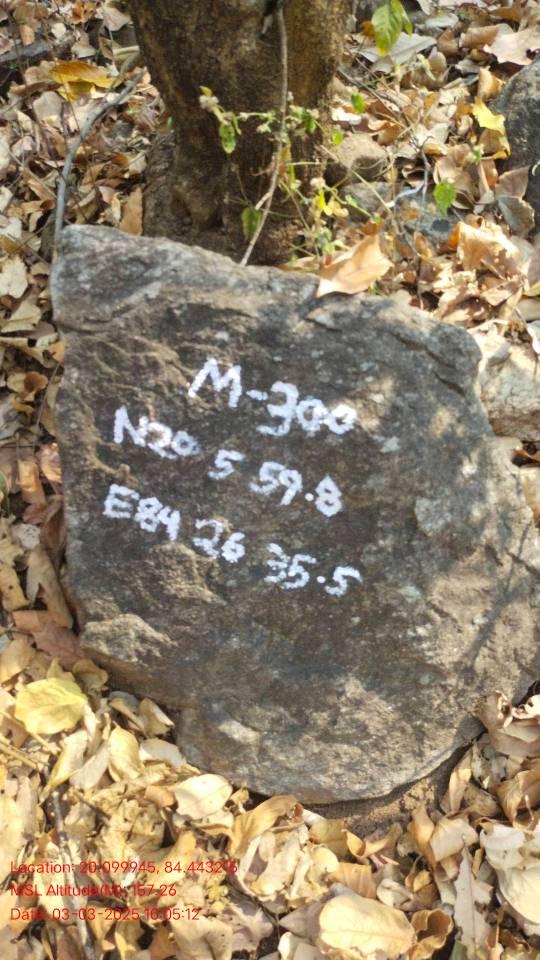 M-300
N20 5 59.8
E84 26 35.5
Location: 20.099945, 84.443216
MSL Altitude(M): 157.26
Date: 03-03-2025 10:05:12